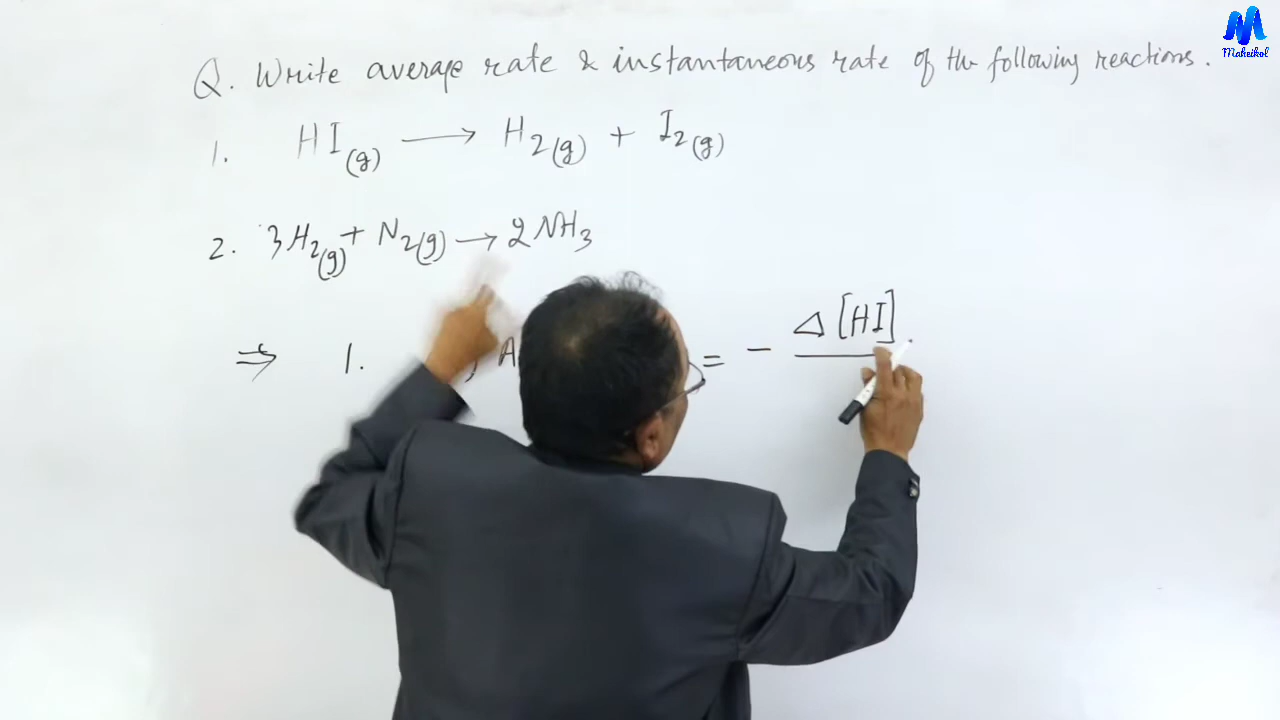 Maheikol
Q. Write average rate & instantaneous rate of the following reactions.
1. HI(g) ⟶ H2(g) + I2(g)
2. 3H2(g) + N2(g) → 2NH3
⇒ 1. ) A = - Δ[HI]